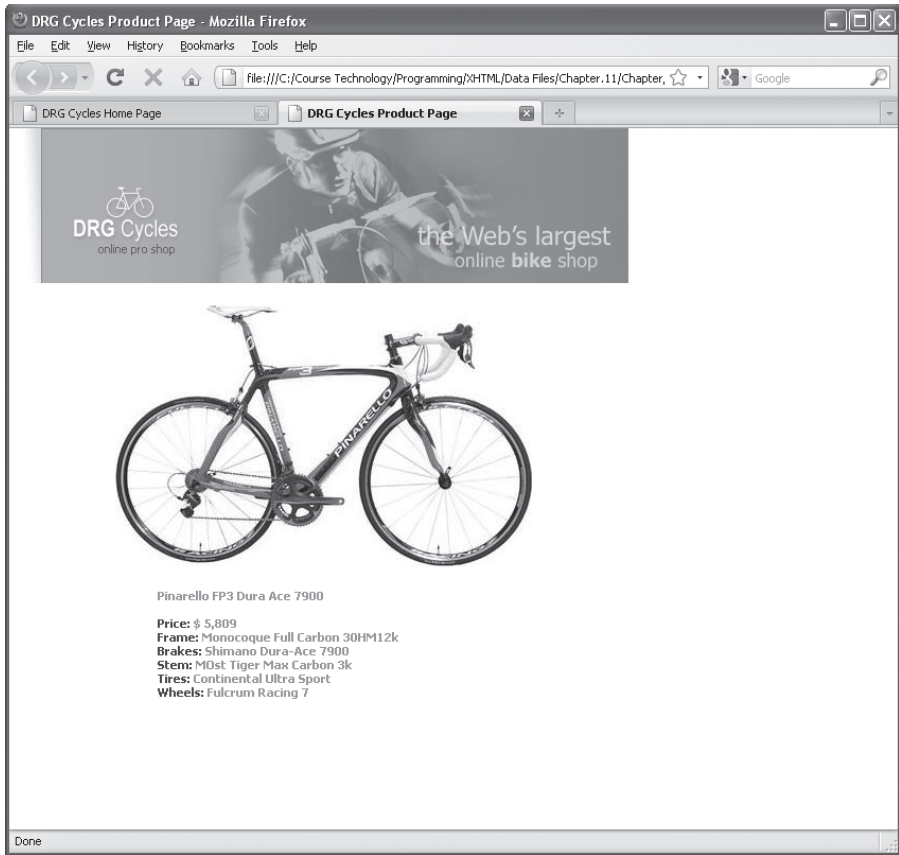 DRG Cycles Product Page - Mozilla Firefox
File Edit View History Bookmarks Tools Help
file:///C:/Course Technology/Programming/XHTML/Data Files/Chapter.11/Chapter,
Google
DRG Cycles Home Page
DRG Cycles Product Page
DRG Cycles
online pro shop
the Web's largest
online bike shop
3
PINARELLO
RACING
RACING
Pinarello FP3 Dura Ace 7900
Price: $ 5,809
Frame: Monocoque Full Carbon 30HM12k
Brakes: Shimano Dura-Ace 7900
Stem: MOst Tiger Max Carbon 3k
Tires: Continental Ultra Sport
Wheels: Fulcrum Racing 7
Done